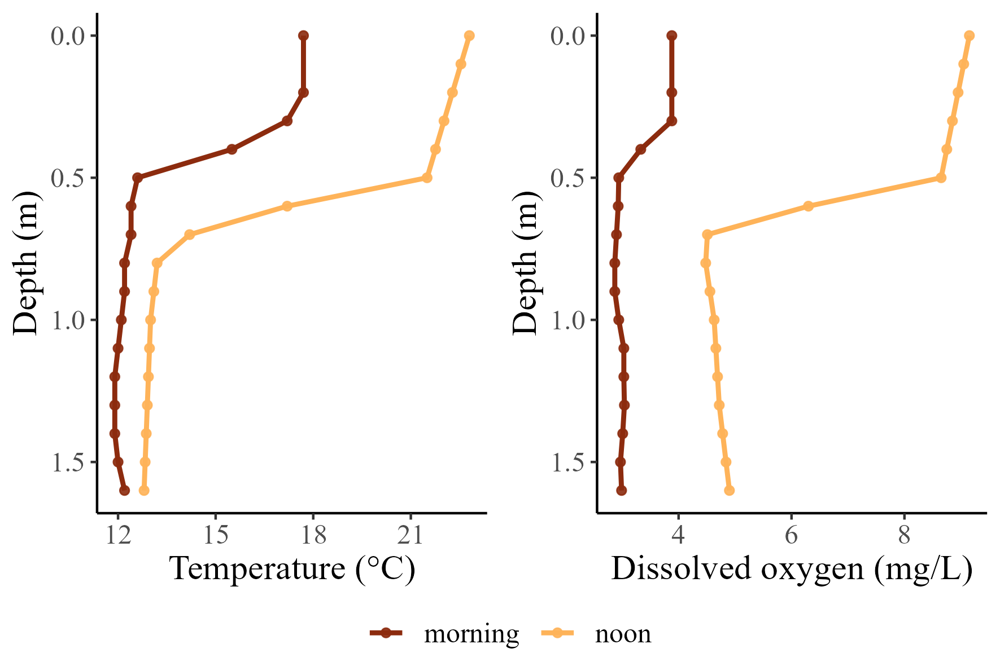 0.0
0.5
1.0
1.5
Depth (m)
12 15 18 21
Temperature (°C)
0.0
0.5
1.0
1.5
Depth (m)
4 6 8
Dissolved oxygen (mg/L)
morning noon